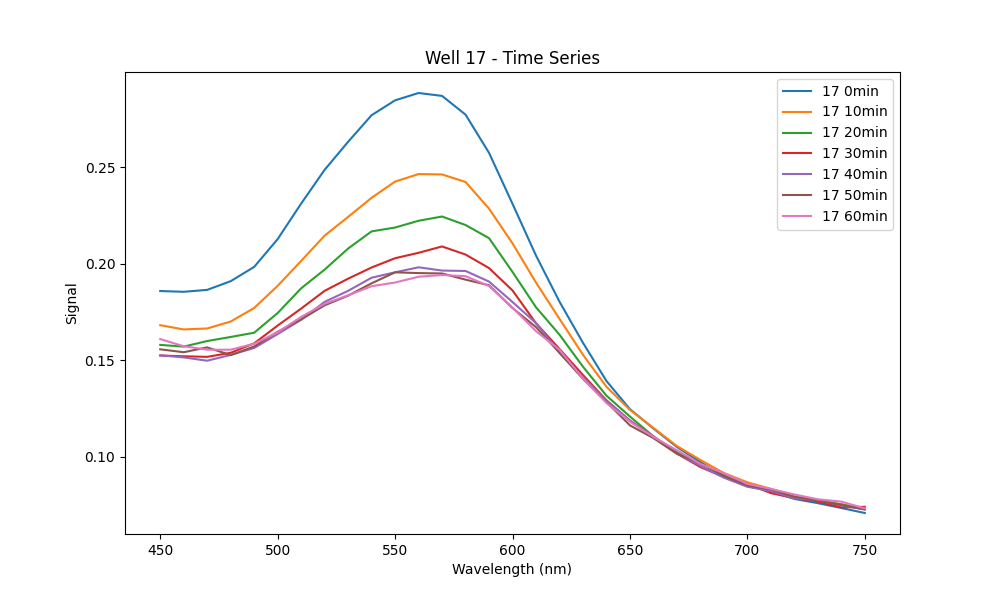 Well 17 - Time Series
17 0min
17 10min
17 20min
17 30min
17 40min
17 50min
17 60min
Signal
0.25
0.20
0.15
0.10
450 500 550 600 650 700 750
Wavelength (nm)